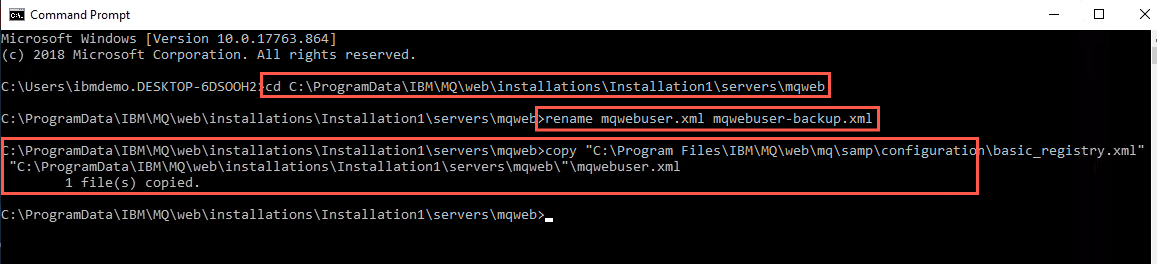 Command Prompt
Microsoft Windows [Version 10.0.17763.864]
(c) 2018 Microsoft Corporation. All rights reserved.
C:\Users\ibmdemo.DESKTOP-6DSOOH2>cd C:\ProgramData\IBM\MQ\web\installations\Installation1\servers\mqweb
C:\ProgramData\IBM\MQ\web\installations\Installation1\servers\mqweb>rename mqwebuser.xml mqwebuser-backup.xml
C:\ProgramData\IBM\MQ\web\installations\Installation1\servers\mqweb>copy "C:\Program Files\IBM\MQ\web\mq\samp\configuration\basic_registry.xml"
"C:\ProgramData\IBM\MQ\web\installations\Installation1\servers\mqweb\"\mqwebuser.xml
1 file(s) copied.
C:\ProgramData\IBM\MQ\web\installations\Installation1\servers\mqweb>